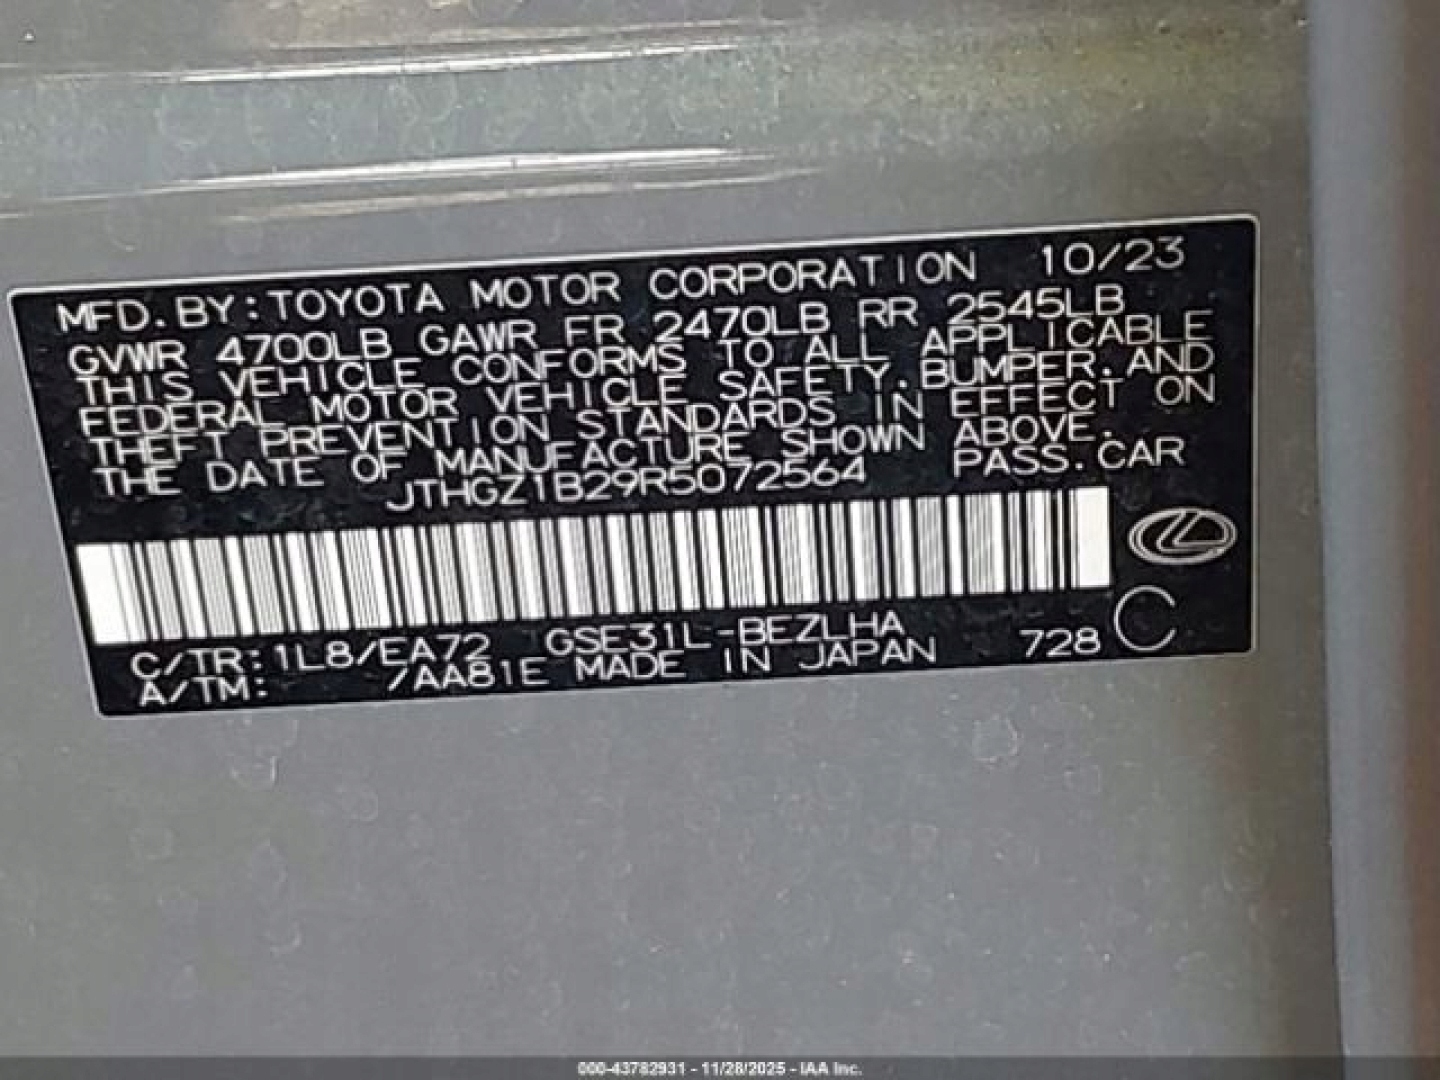 MFD. BY: TOYOTA MOTOR CORPORATION 10/23
GVWR 4700LB GAWR FR 2470LB RR 2545LB
THIS VEHICLE CONFORMS TO ALL APPLICABLE
FEDERAL MOTOR VEHICLE SAFETY. BUMPER. AND
THEFT PREVENTION STANDARDS IN EFFECT ON
THE DATE OF MANUFACTURE SHOWN ABOVE.
JTHGZ1B29R5072564 PASS. CAR
C/TR: 1L8/EA72 GSE31L-BEZLHA
A/TM: /AA81E MADE IN JAPAN 728 C
000-43782931 - 11/28/2025 - IAA Inc.